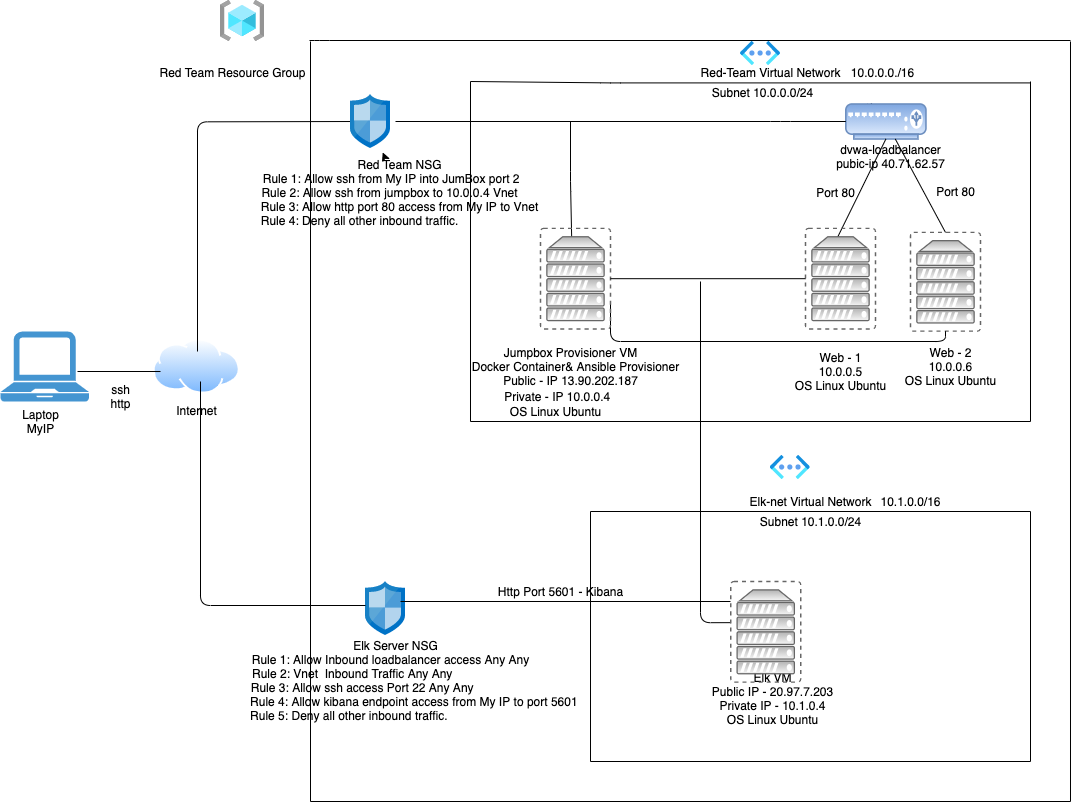 Red Team Resource Group
Red-Team Virtual Network   10.0.0.0./16
Subnet 10.0.0.0/24
dvwa-loadbalancer
pubic-ip 40.71.62.57
Port 80
Port 80
Red Team NSG
Rule 1: Allow ssh from My IP into JumBox port 2
Rule 2: Allow ssh from jumpbox to 10.0.0.4 Vnet
Rule 3: Allow http port 80 access from My IP to Vnet
Rule 4: Deny all other inbound traffic.
Jumpbox Provisioner VM
Docker Container& Ansible Provisioner
Public - IP 13.90.202.187
Private - IP 10.0.0.4
OS Linux Ubuntu
Web - 1
10.0.0.5
OS Linux Ubuntu
Web - 2
10.0.0.6
OS Linux Ubuntu
ssh
http
Laptop
MyIP
Internet
Elk-net Virtual Network   10.1.0.0/16
Subnet 10.1.0.0/24
Http Port 5601 - Kibana
Elk Server NSG
Rule 1: Allow Inbound loadbalancer access Any Any
Rule 2: Vnet  Inbound Traffic Any Any
Rule 3: Allow ssh access Port 22 Any Any
Rule 4: Allow kibana endpoint access from My IP to port 5601
Rule 5: Deny all other inbound traffic.
Elk VM
Public IP - 20.97.7.203
Private IP - 10.1.0.4
OS Linux Ubuntu